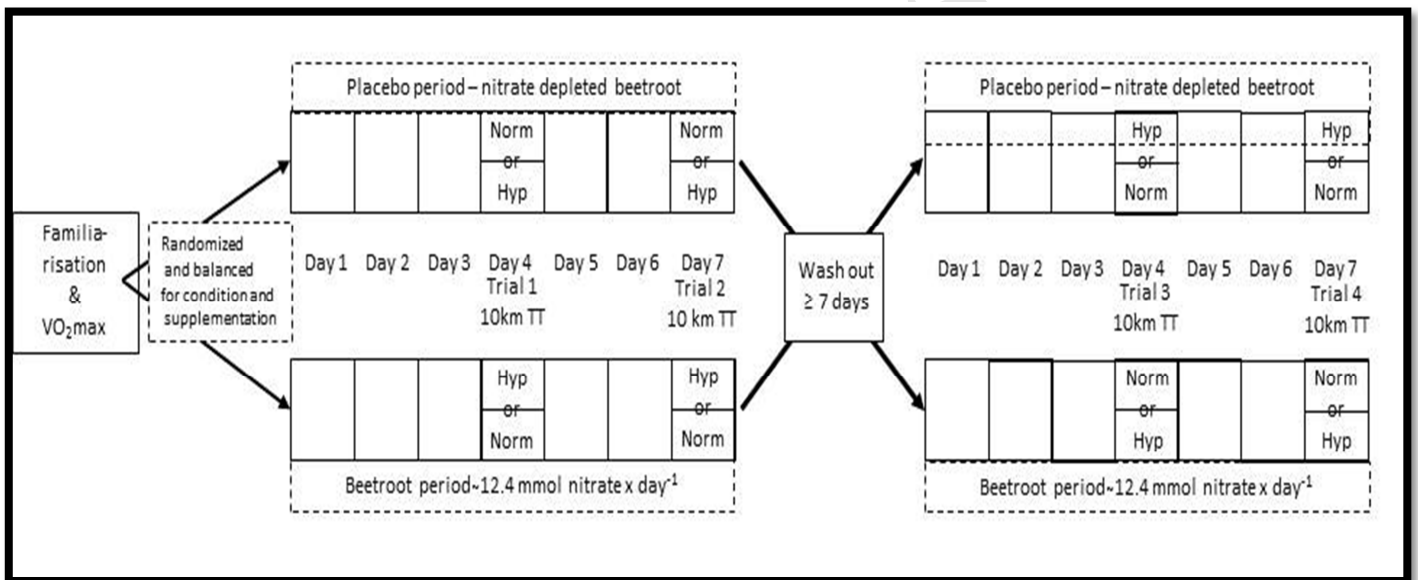 Familia-
risation
&
VO₂max
Randomized
and balanced
for condition and
supplementation
Placebo period – nitrate depleted beetroot
Norm
or
Hyp
Norm
or
Hyp
Day 1 Day 2 Day 3 Day 4 Day 5 Day 6 Day 7
Trial 1 Trial 2
10km TT 10 km TT
Hyp
or
Norm
Hyp
or
Norm
Beetroot period~12.4 mmol nitrate x day⁻¹
Wash out
≥ 7 days
Placebo period – nitrate depleted beetroot
Hyp
or
Norm
Hyp
or
Norm
Day 1 Day 2 Day 3 Day 4 Day 5 Day 6 Day 7
Trial 3 Trial 4
10km TT 10km TT
Norm
or
Hyp
Norm
or
Hyp
Beetroot period~12.4 mmol nitrate x day⁻¹